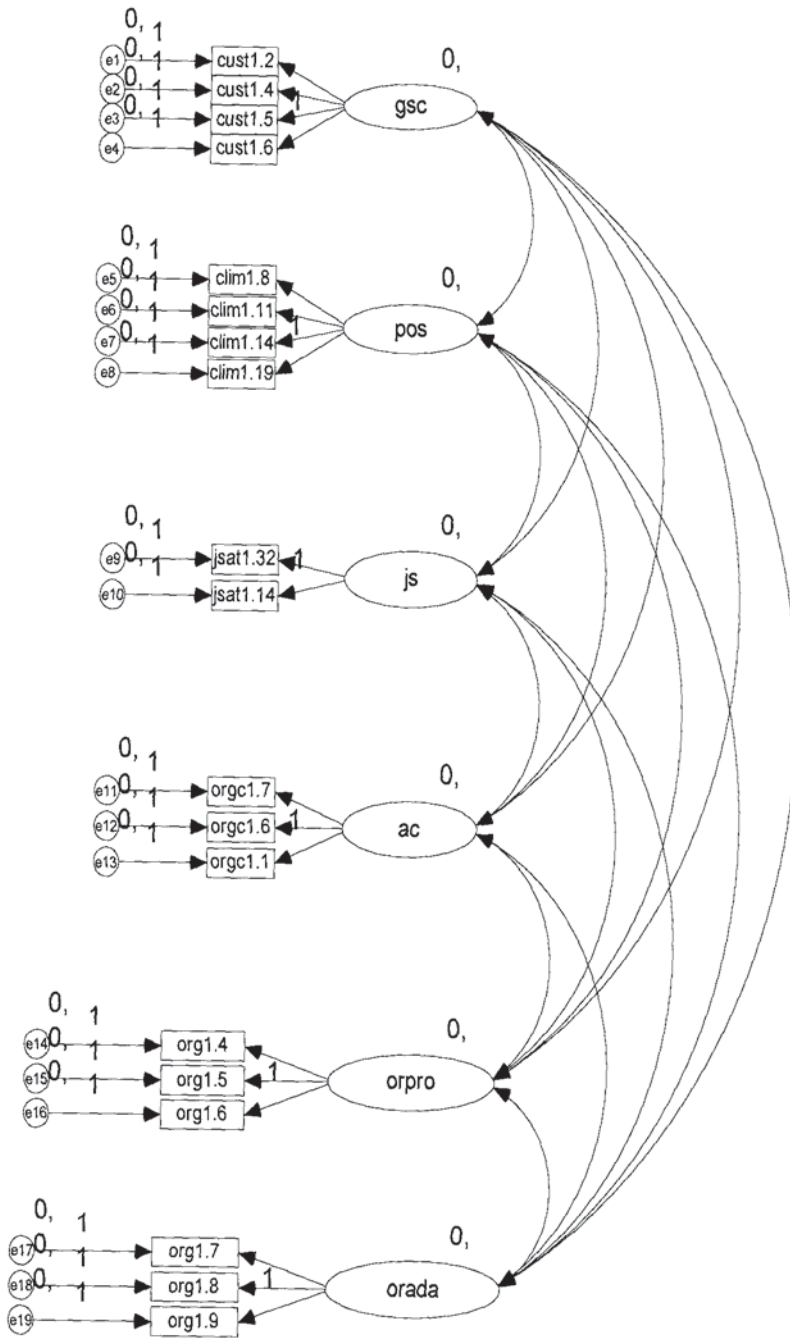 0, 1
0, 1
0, 1
0, 1
0,
e1 cust1.2
e2 cust1.4
e3 cust1.5
e4 cust1.6
1
gsc
0, 1
0, 1
0, 1
0, 1
0,
e5 clim1.8
e6 clim1.11
e7 clim1.14
e8 clim1.19
1
pos
0, 1
0, 1
0,
e9 jsat1.32
e10 jsat1.14
1
js
0, 1
0, 1
0, 1
0,
e11 orgc1.7
e12 orgc1.6
e13 orgc1.1
1
ac
0, 1
0, 1
0, 1
0,
e14 org1.4
e15 org1.5
e16 org1.6
1
orpro
0, 1
0, 1
0, 1
0,
e17 org1.7
e18 org1.8
e19 org1.9
1
orada